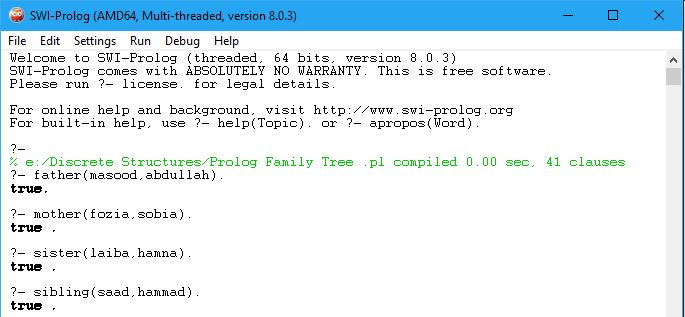 SWI-Prolog (AMD64, Multi-threaded, version 8.0.3)
File Edit Settings Run Debug Help
Welcome to SWI-Prolog (threaded, 64 bits, version 8.0.3)
SWI-Prolog comes with ABSOLUTELY NO WARRANTY. This is free software.
Please run ?- license. for legal details.
For online help and background, visit http://www.swi-prolog.org
For built-in help, use ?- help(Topic). or ?- apropos(Word).
?-
% e:/Discrete Structures/Prolog Family Tree .pl compiled 0.00 sec, 41 clauses
?- father(masood,abdullah).
true.
?- mother(fozia,sobia).
true .
?- sister(laiba,hamna).
true .
?- sibling(saad,hammad).
true .